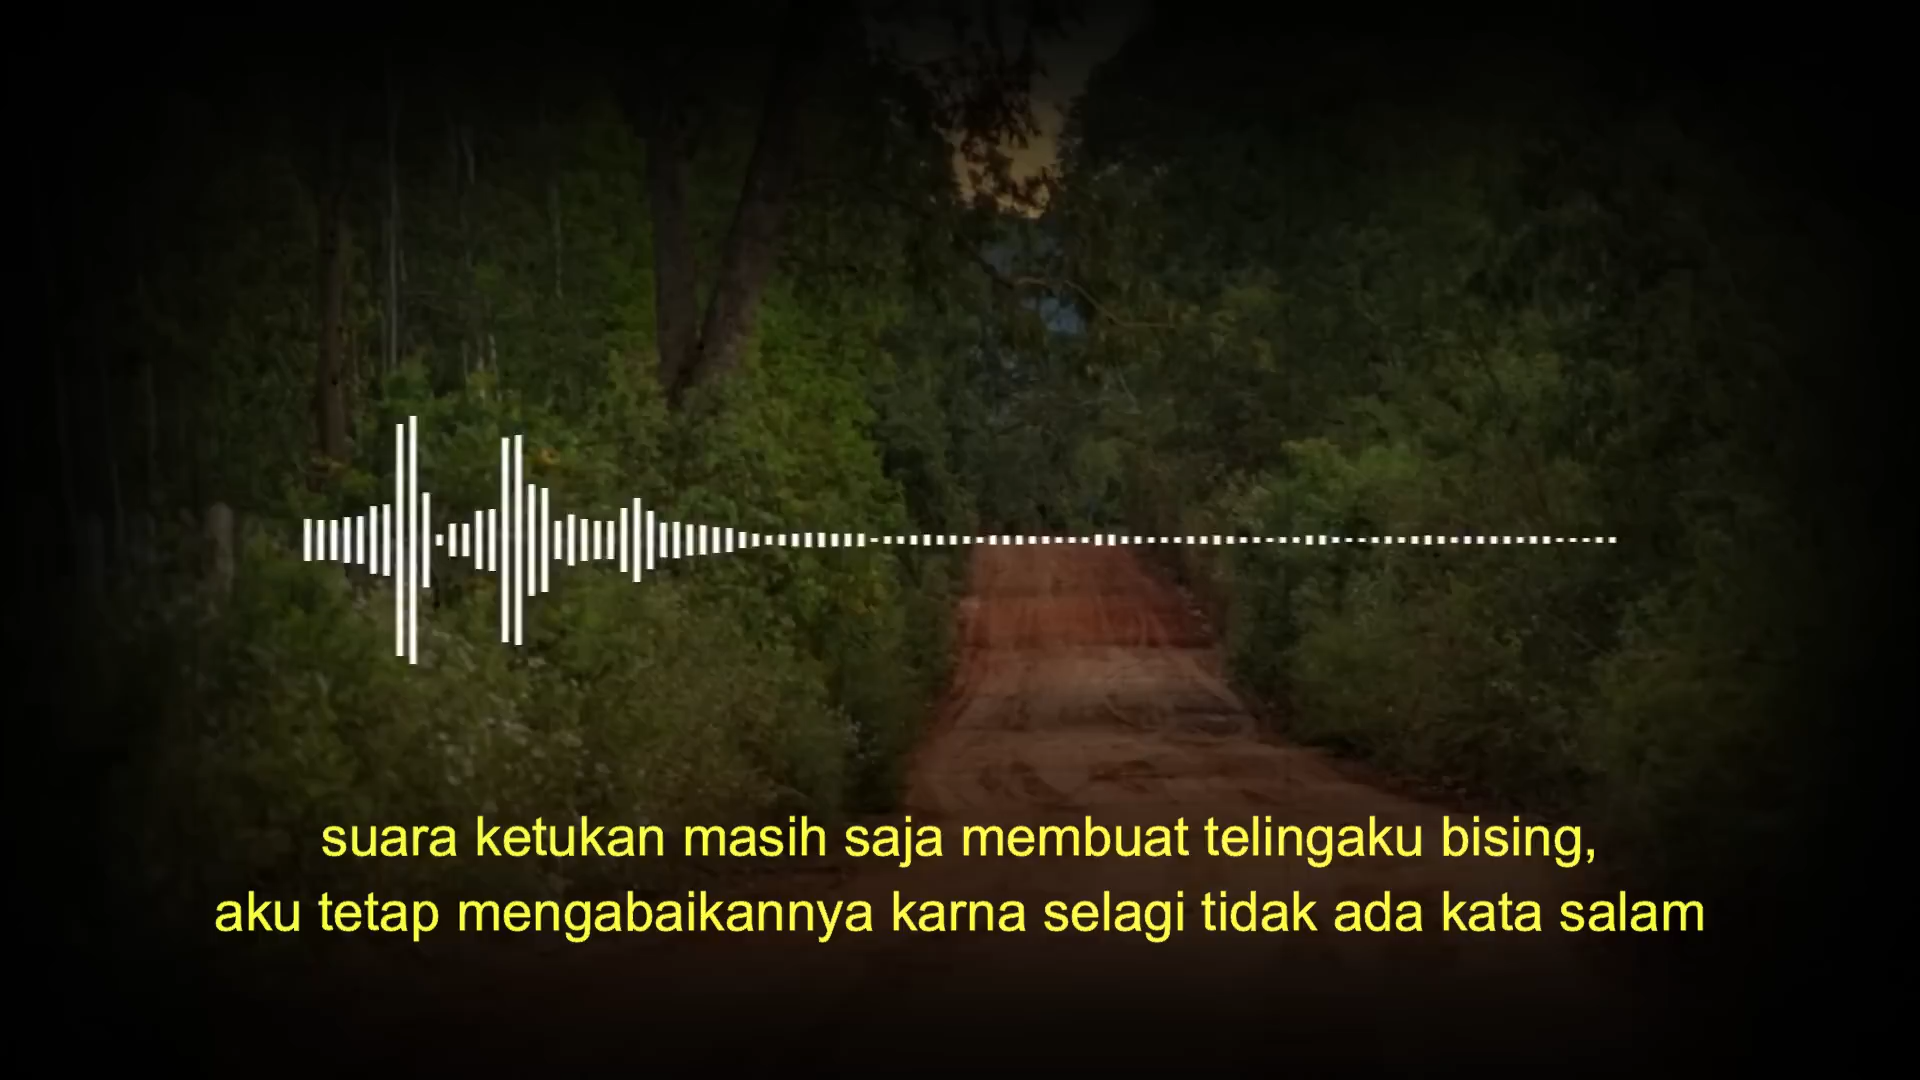 suara ketukan masih saja membuat telingaku bising,
aku tetap mengabaikannya karna selagi tidak ada kata salam